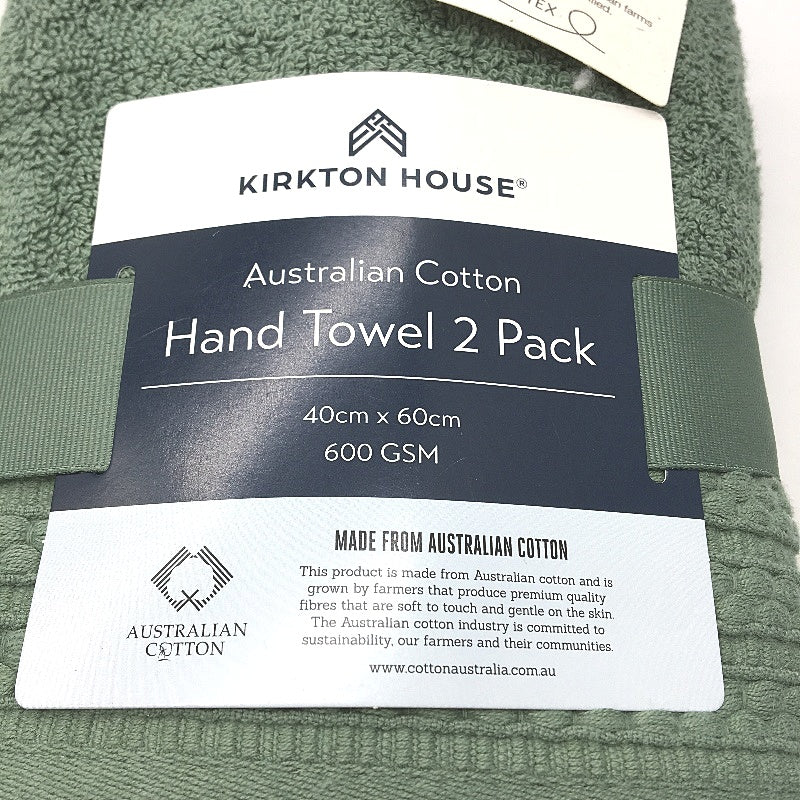 TEX
farms
KIRKTON HOUSE®
Australian Cotton
Hand Towel 2 Pack
40cm x 60cm
600 GSM
MADE FROM AUSTRALIAN COTTON
This product is made from Australian cotton and is
grown by farmers that produce premium quality
fibres that are soft to touch and gentle on the skin.
The Australian cotton industry is committed to
sustainability, our farmers and their communities.
www.cottonaustralia.com.au
AUSTRALIAN
COTTON